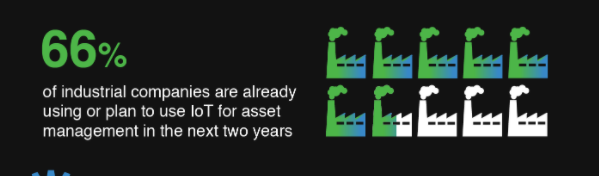 66%
of industrial companies are already
using or plan to use IoT for asset
management in the next two years